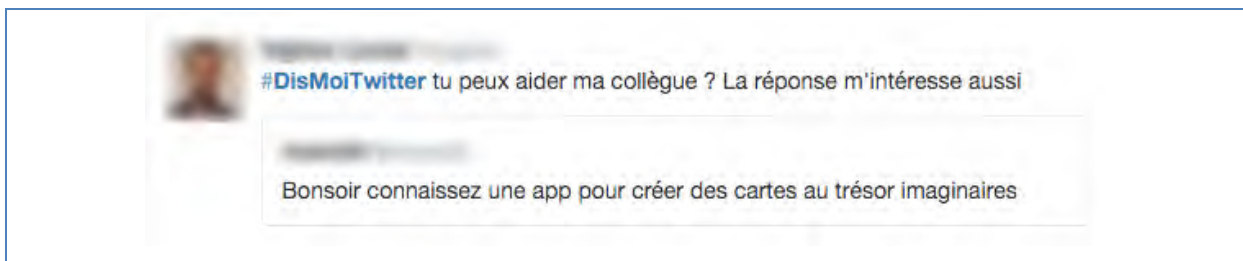 #DisMoiTwitter tu peux aider ma collègue ? La réponse m'intéresse aussi
Bonsoir connaissez une app pour créer des cartes au trésor imaginaires